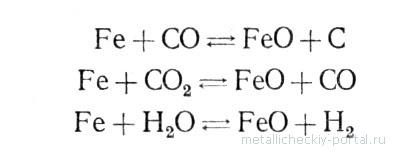 Fe + CO ⇌ FeO + C
Fe + CO₂ ⇌ FeO + CO
Fe + H₂O ⇌ FeO + H₂
metallicheckiy-portal.ru